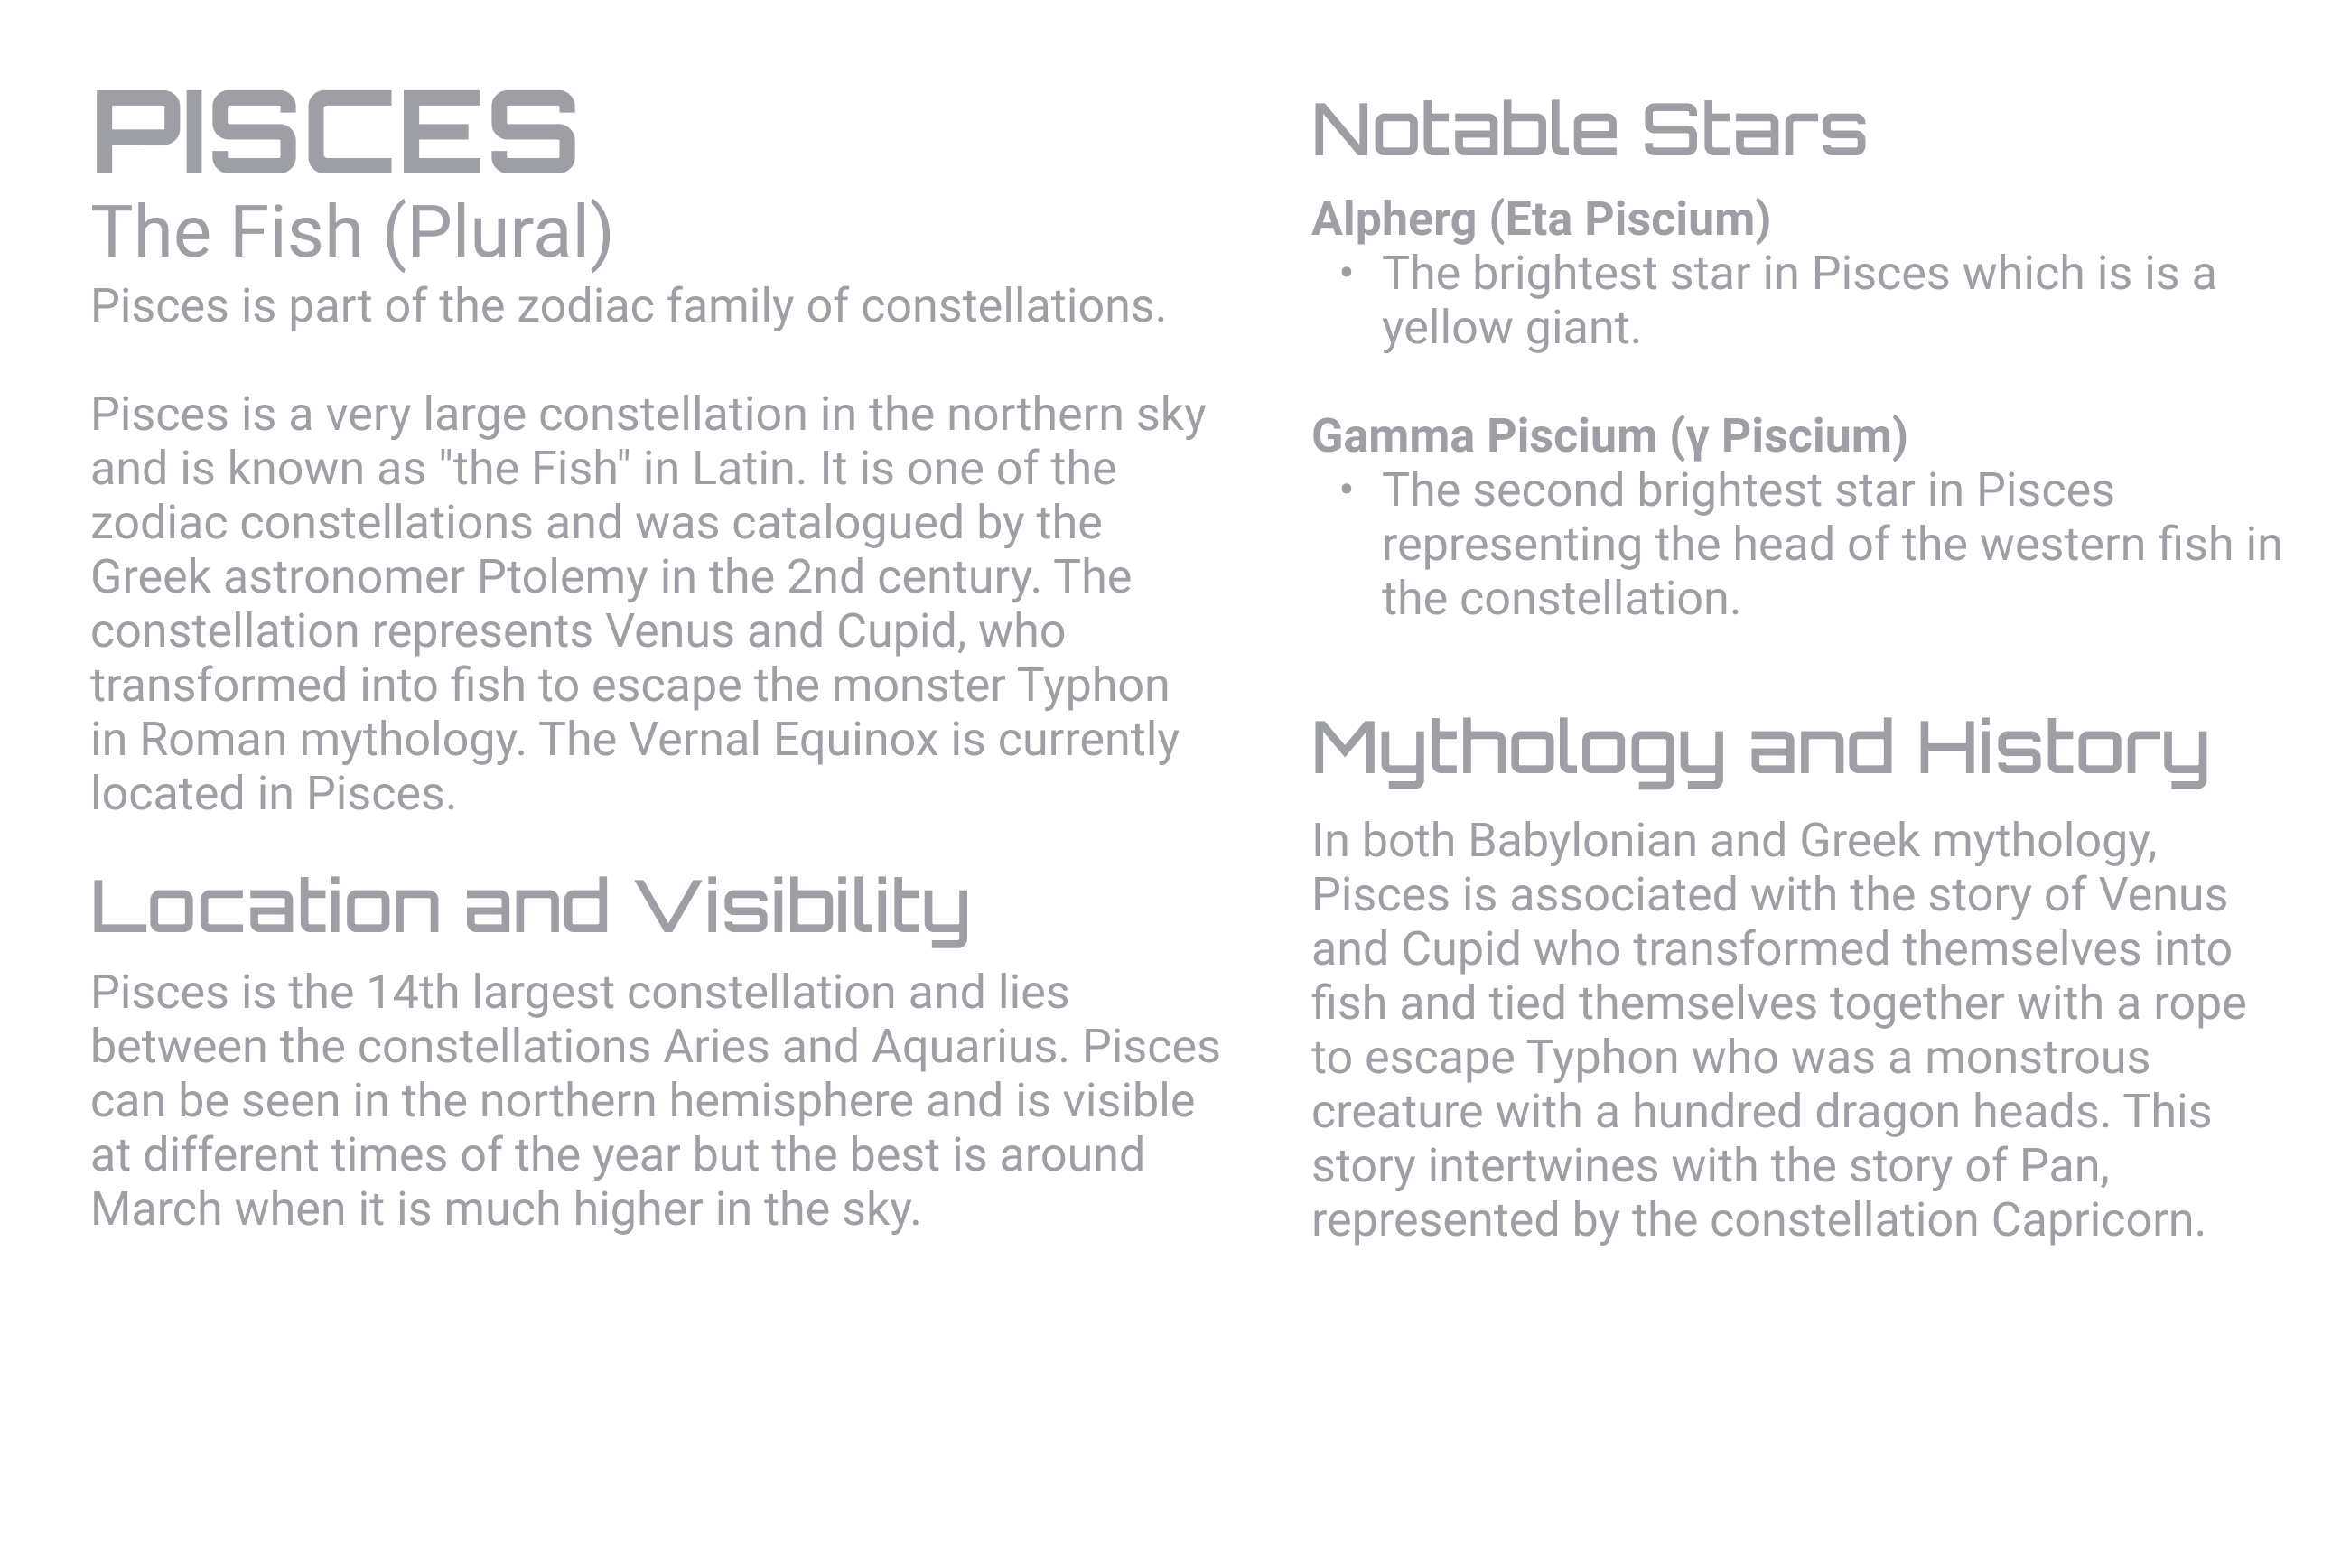 PISCES
The Fish (Plural)
Pisces is part of the zodiac family of constellations.
Pisces is a very large constellation in the northern sky
and is known as "the Fish" in Latin. It is one of the
zodiac constellations and was catalogued by the
Greek astronomer Ptolemy in the 2nd century. The
constellation represents Venus and Cupid, who
transformed into fish to escape the monster Typhon
in Roman mythology. The Vernal Equinox is currently
located in Pisces.
Location and Visibility
Pisces is the 14th largest constellation and lies
between the constellations Aries and Aquarius. Pisces
can be seen in the northern hemisphere and is visible
at different times of the year but the best is around
March when it is much higher in the sky.
Notable Stars
Alpherg (Eta Piscium)
• The brightest star in Pisces which is is a
yellow giant.
Gamma Piscium (γ Piscium)
• The second brightest star in Pisces
representing the head of the western fish in
the constellation.
Mythology and History
In both Babylonian and Greek mythology,
Pisces is associated with the story of Venus
and Cupid who transformed themselves into
fish and tied themselves together with a rope
to escape Typhon who was a monstrous
creature with a hundred dragon heads. This
story intertwines with the story of Pan,
represented by the constellation Capricorn.